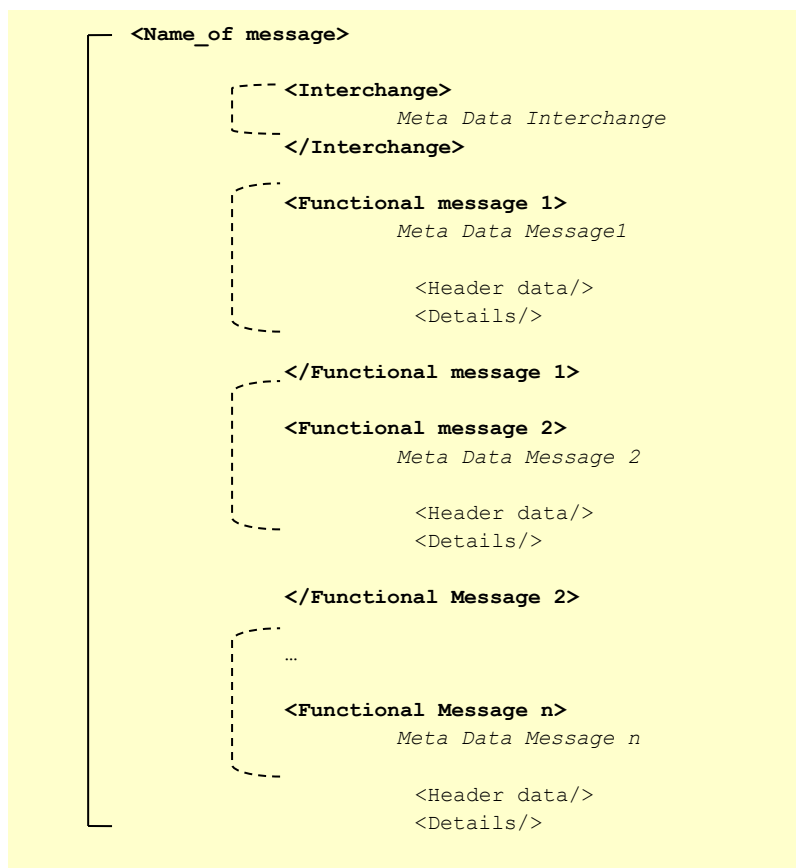 <Name_of message>
<Interchange>
Meta Data Interchange
</Interchange>
<Functional message 1>
Meta Data Message1
<Header data/>
<Details/>
</Functional message 1>
<Functional message 2>
Meta Data Message 2
<Header data/>
<Details/>
</Functional Message 2>
…
<Functional Message n>
Meta Data Message n
<Header data/>
<Details/>